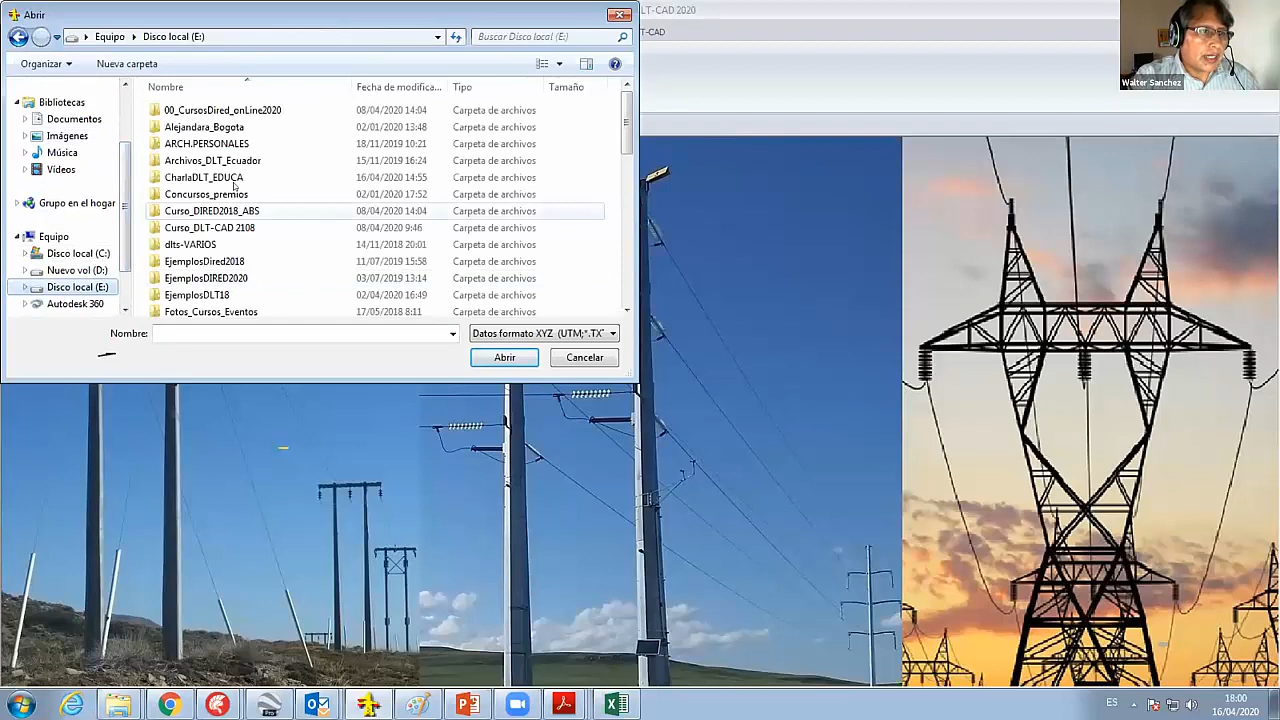 Abrir
LT-CAD 2020
Equipo ▸ Disco local (E:)
Buscar Disco local (E:)
T-CAD
Organizar
Nueva carpeta
Walter Sanchez
Nombre
Fecha de modifica...
Tipo
Tamaño
Bibliotecas
Documentos
Imágenes
Música
Vídeos
Grupo en el hogar
Equipo
Disco local (C:)
Nuevo vol (D:)
Disco local (E:)
Autodesk 360
00_CursosDired_onLine2020 08/04/2020 14:04 Carpeta de archivos
Alejandara_Bogota 02/01/2020 13:48 Carpeta de archivos
ARCH.PERSONALES 18/11/2019 10:21 Carpeta de archivos
Archivos_DLT_Ecuador 15/11/2019 16:24 Carpeta de archivos
CharlaDLT_EDUCA 16/04/2020 14:55 Carpeta de archivos
Concursos_premios 02/01/2020 17:52 Carpeta de archivos
Curso_DIRED2018_ABS 08/04/2020 14:04 Carpeta de archivos
Curso_DLT-CAD 2108 08/04/2020 9:46 Carpeta de archivos
dlts-VARIOS 14/11/2018 20:01 Carpeta de archivos
EjemplosDired2018 11/07/2019 15:58 Carpeta de archivos
EjemplosDIRED2020 03/07/2019 13:14 Carpeta de archivos
EjemplosDLT18 02/04/2020 16:49 Carpeta de archivos
Fotos_Cursos_Eventos 17/05/2018 8:11 Carpeta de archivos
Nombre:
Datos formato XYZ (UTM;*.TX
Abrir
Cancelar
Pro
ES
18:00
16/04/2020